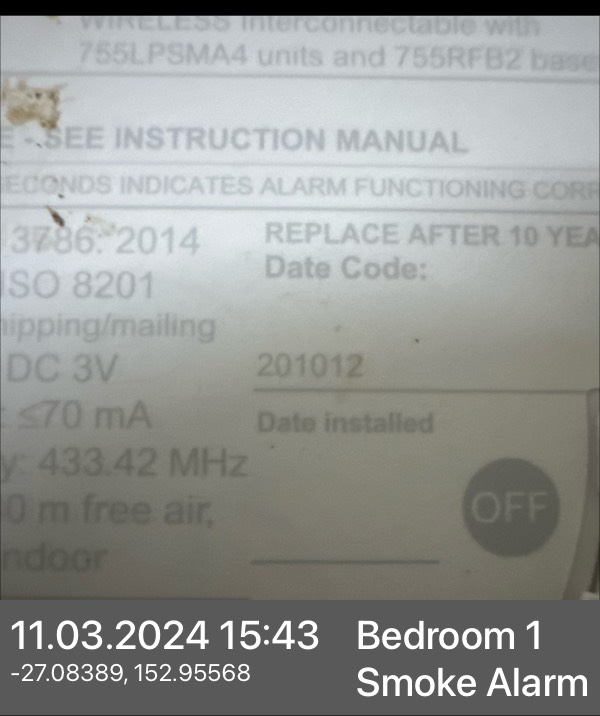 WIRELESS Interconnectable with
755LPSMA4 units and 755RFB2 base
E - SEE INSTRUCTION MANUAL
ECONDS INDICATES ALARM FUNCTIONING CORR
3786: 2014
REPLACE AFTER 10 YEA
ISO 8201
Date Code:
hipping/mailing
DC 3V
201012
: ≤70 mA
Date installed
y: 433.42 MHz
0 m free air,
OFF
ndoor
11.03.2024 15:43
Bedroom 1
-27.08389, 152.95568
Smoke Alarm